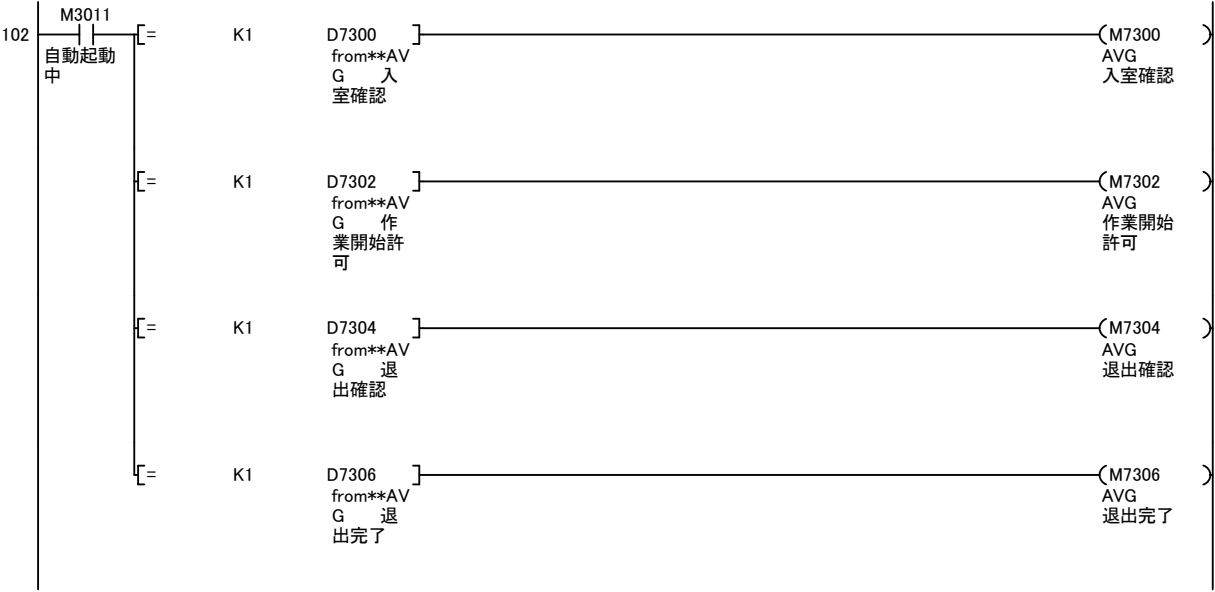 M3011
102 [= K1 D7300 ] (M7300 )
自動起動 from**AV AVG
中 G 入 入室確認
室確認
[= K1 D7302 ] (M7302 )
from**AV AVG
G 作 作業開始
業開始許 許可
可
[= K1 D7304 ] (M7304 )
from**AV AVG
G 退 退出確認
出確認
[= K1 D7306 ] (M7306 )
from**AV AVG
G 退 退出完了
出完了